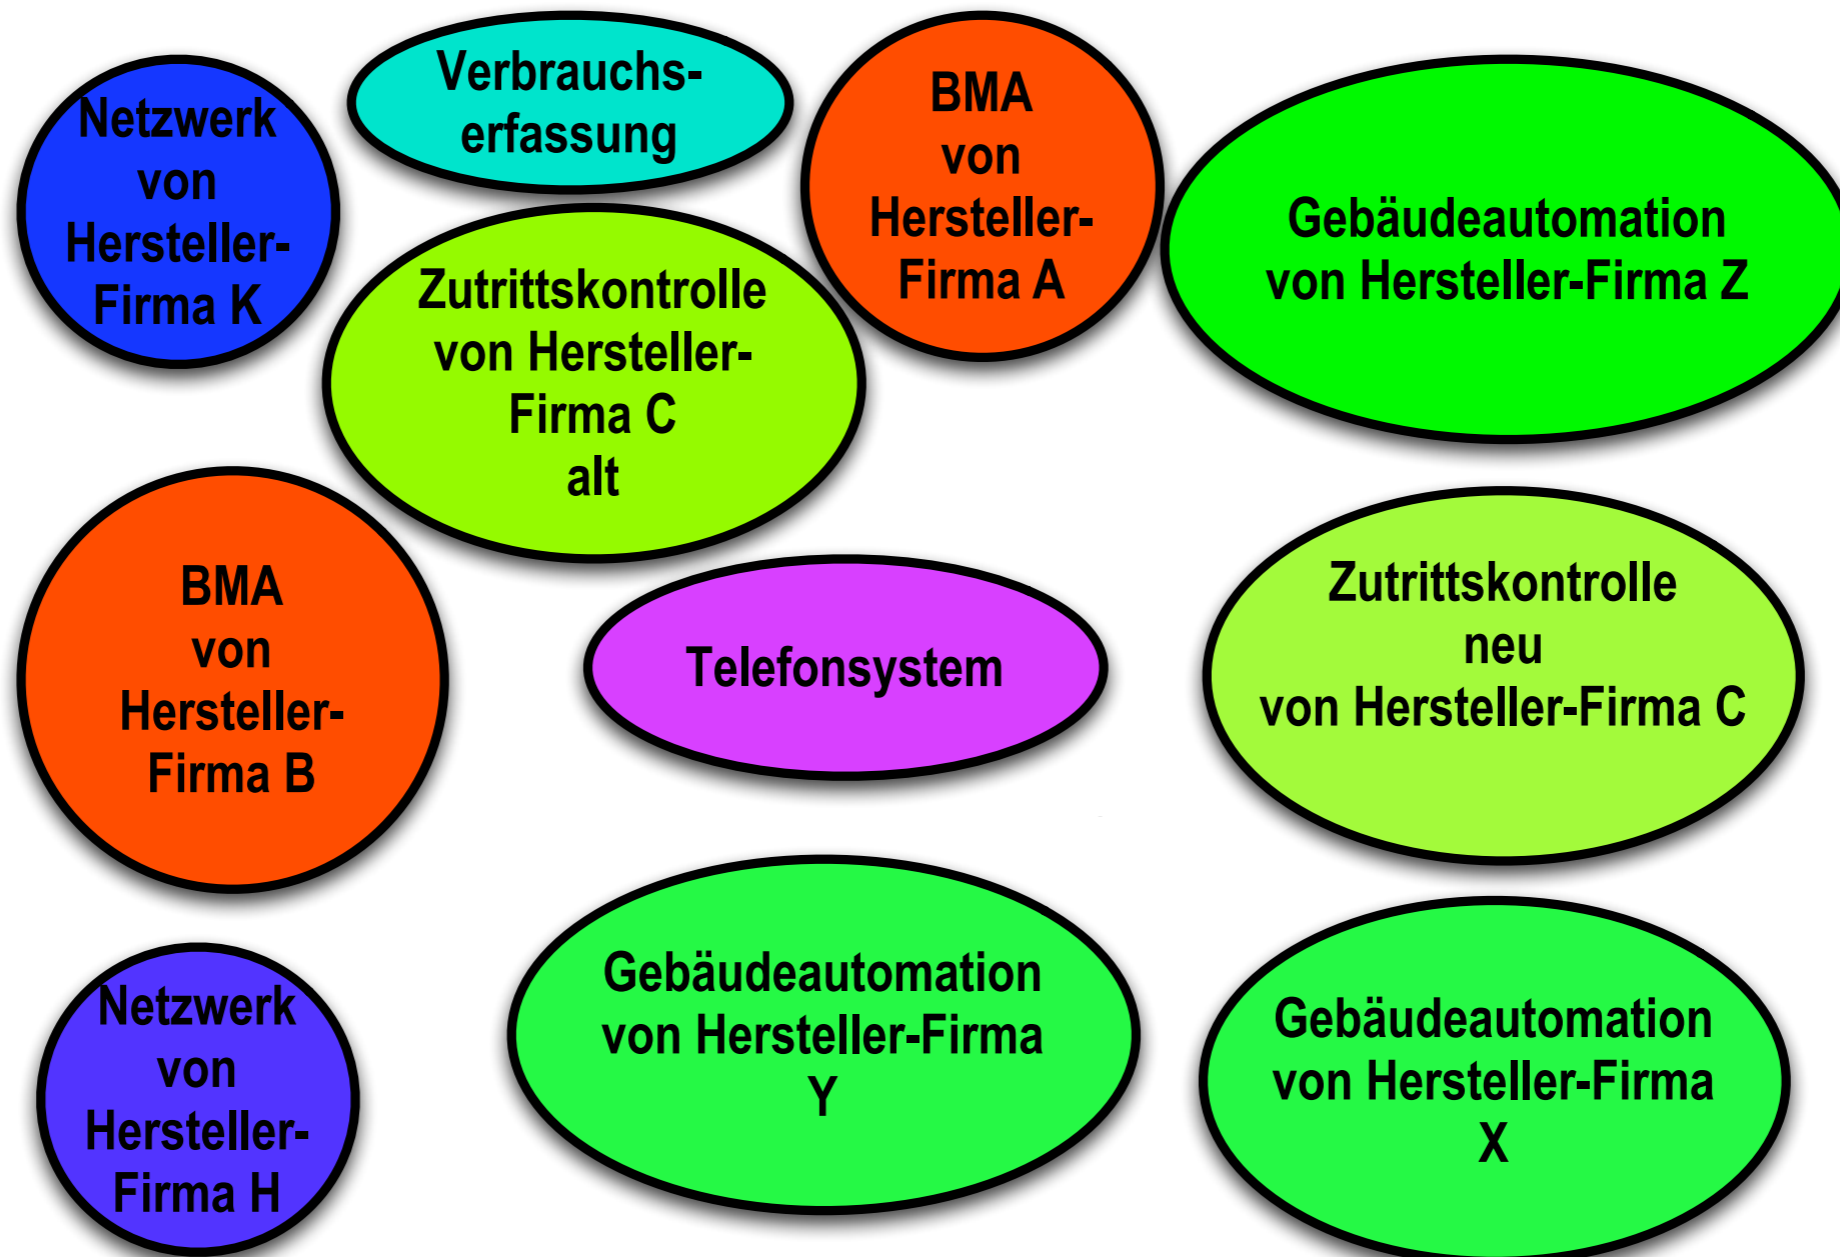 Netzwerk
von
Hersteller-
Firma K
Verbrauchs-
erfassung
BMA
von
Hersteller-
Firma A
Gebäudeautomation
von Hersteller-Firma Z
Zutrittskontrolle
von Hersteller-
Firma C
alt
BMA
von
Hersteller-
Firma B
Telefonsystem
Zutrittskontrolle
neu
von Hersteller-Firma C
Netzwerk
von
Hersteller-
Firma H
Gebäudeautomation
von Hersteller-Firma
Y
Gebäudeautomation
von Hersteller-Firma
X